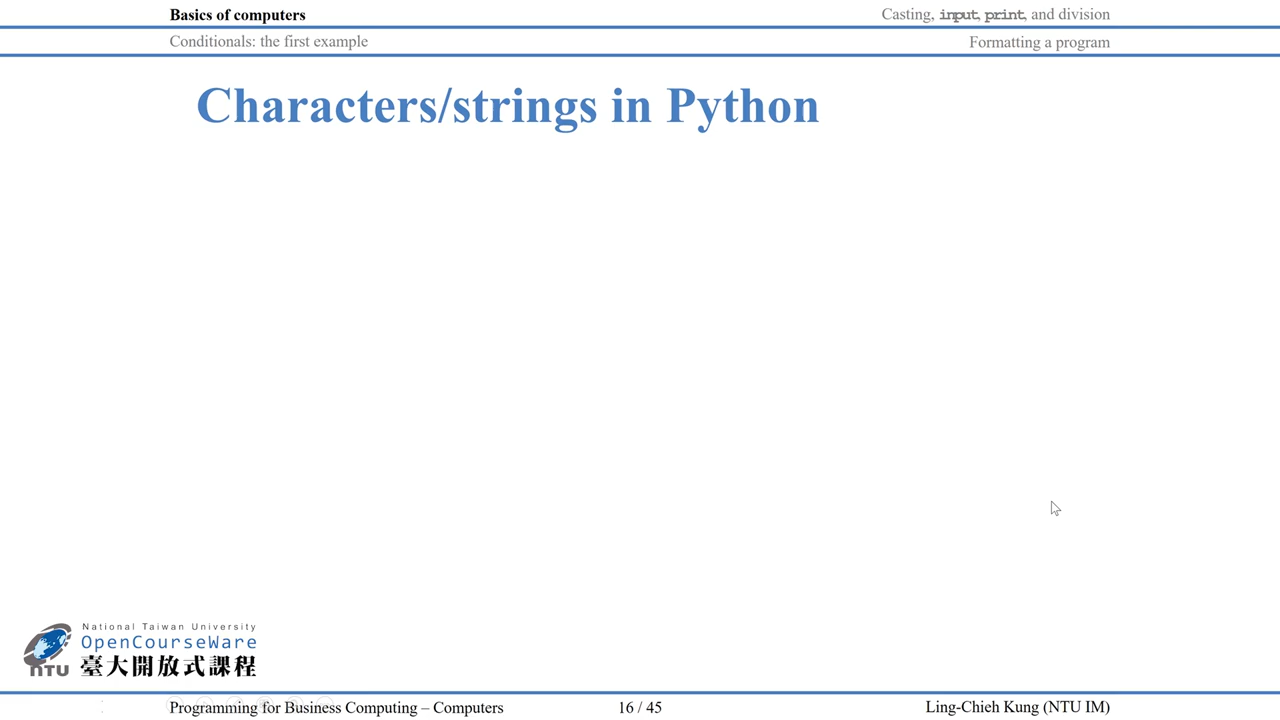 Basics of computers
Casting, input, print, and division
Conditionals: the first example
Formatting a program
Characters/strings in Python
National Taiwan University
OpenCourseWare
NTU 臺大開放式課程
Programming for Business Computing – Computers
16 / 45
Ling-Chieh Kung (NTU IM)